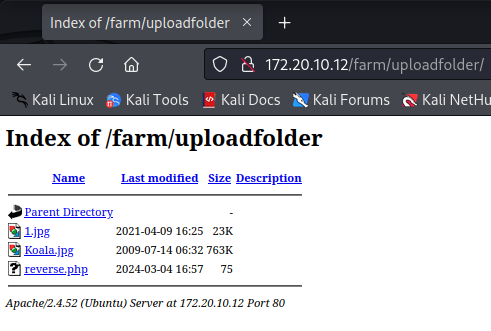 Index of /farm/uploadfolder
172.20.10.12/farm/uploadfolder/
Kali Linux Kali Tools Kali Docs Kali Forums Kali NetHu
Index of /farm/uploadfolder
Name Last modified Size Description
Parent Directory -
1.jpg 2021-04-09 16:25 23K
Koala.jpg 2009-07-14 06:32 763K
reverse.php 2024-03-04 16:57 75
Apache/2.4.52 (Ubuntu) Server at 172.20.10.12 Port 80